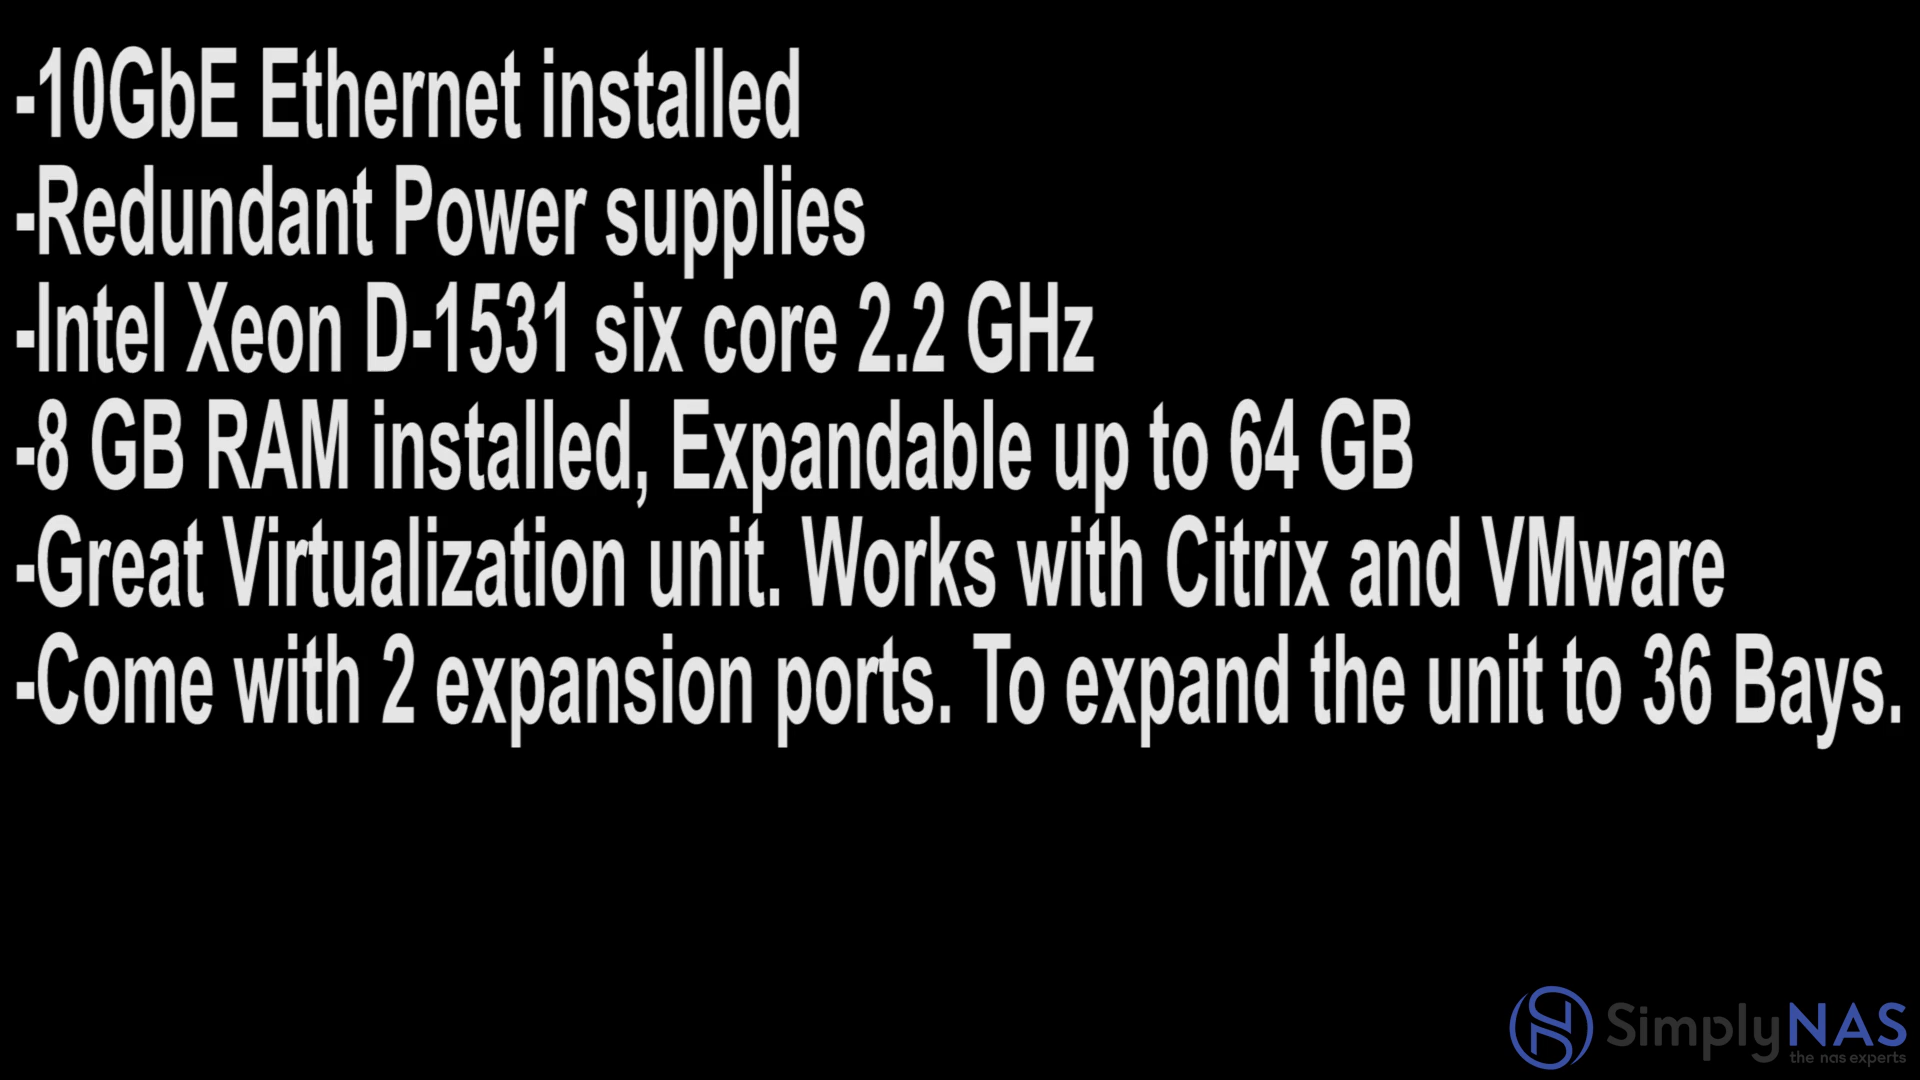 -10GbE Ethernet installed
-Redundant Power supplies
-Intel Xeon D-1531 six core 2.2 GHz
-8 GB RAM installed, Expandable up to 64 GB
-Great Virtualization unit. Works with Citrix and VMware
-Come with 2 expansion ports. To expand the unit to 36 Bays.
SimplyNAS
the nas experts